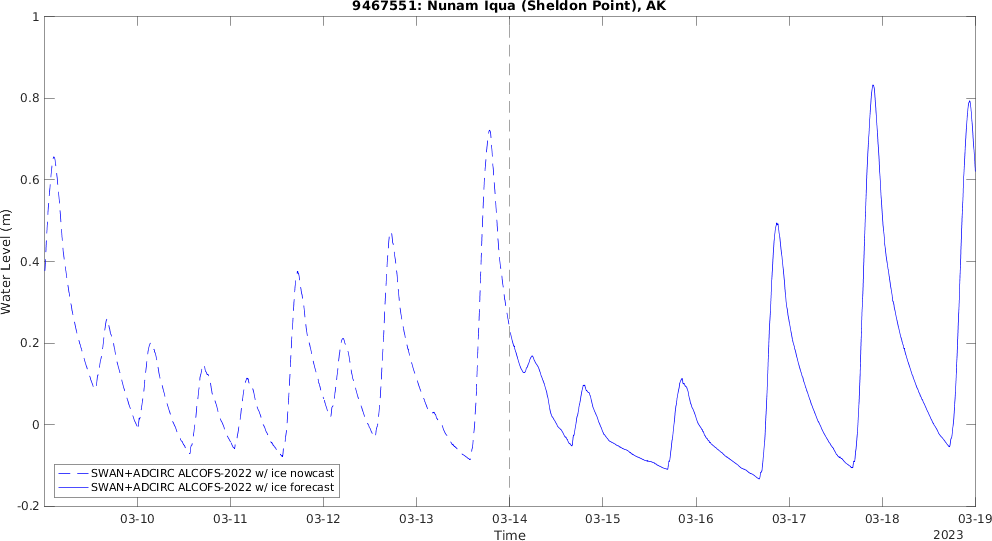 9467551: Nunam Iqua (Sheldon Point), AK
1
0.8
0.6
0.4
0.2
0
-0.2
Water Level (m)
SWAN+ADCIRC ALCOFS-2022 w/ ice nowcast
SWAN+ADCIRC ALCOFS-2022 w/ ice forecast
03-10 03-11 03-12 03-13 03-14 03-15 03-16 03-17 03-18 03-19
Time
2023